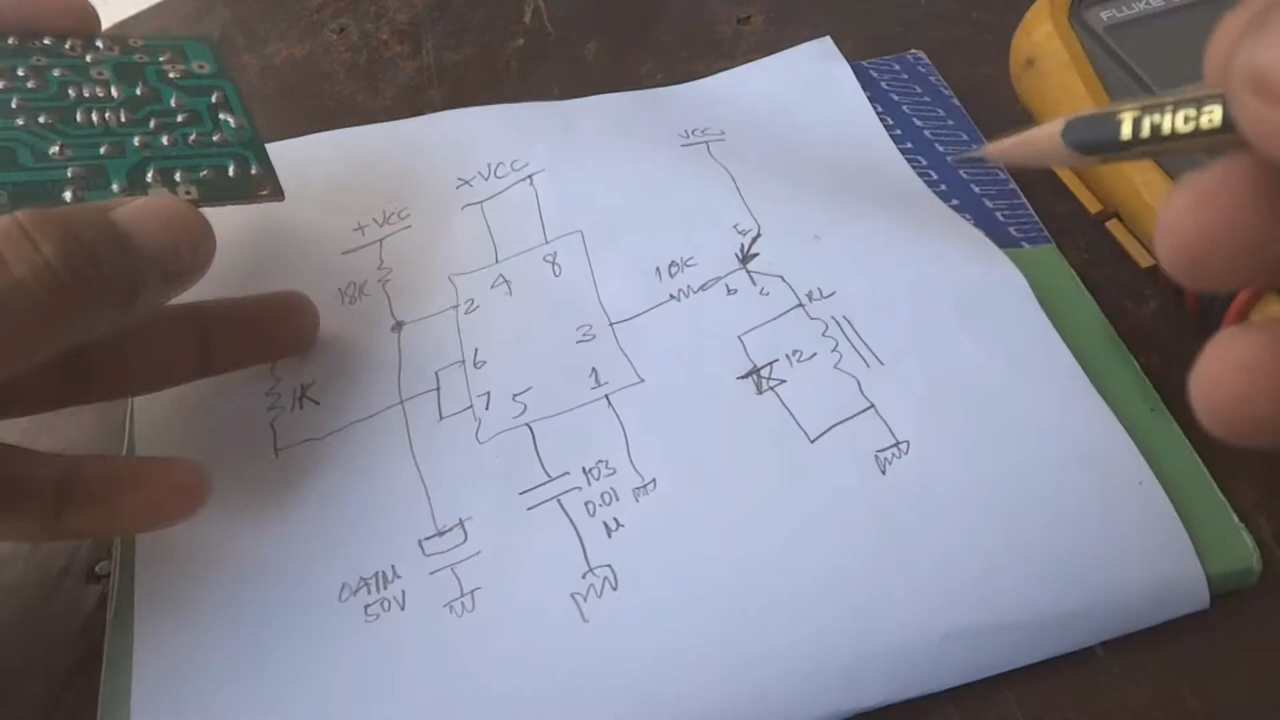 FLUKE
Trica
VCC
+VCC
+VCC
18K
4
8
2
6
7
5
3
1
10K
E
b
c
RL
12
1K
103
0.01
M
0.47M
50V